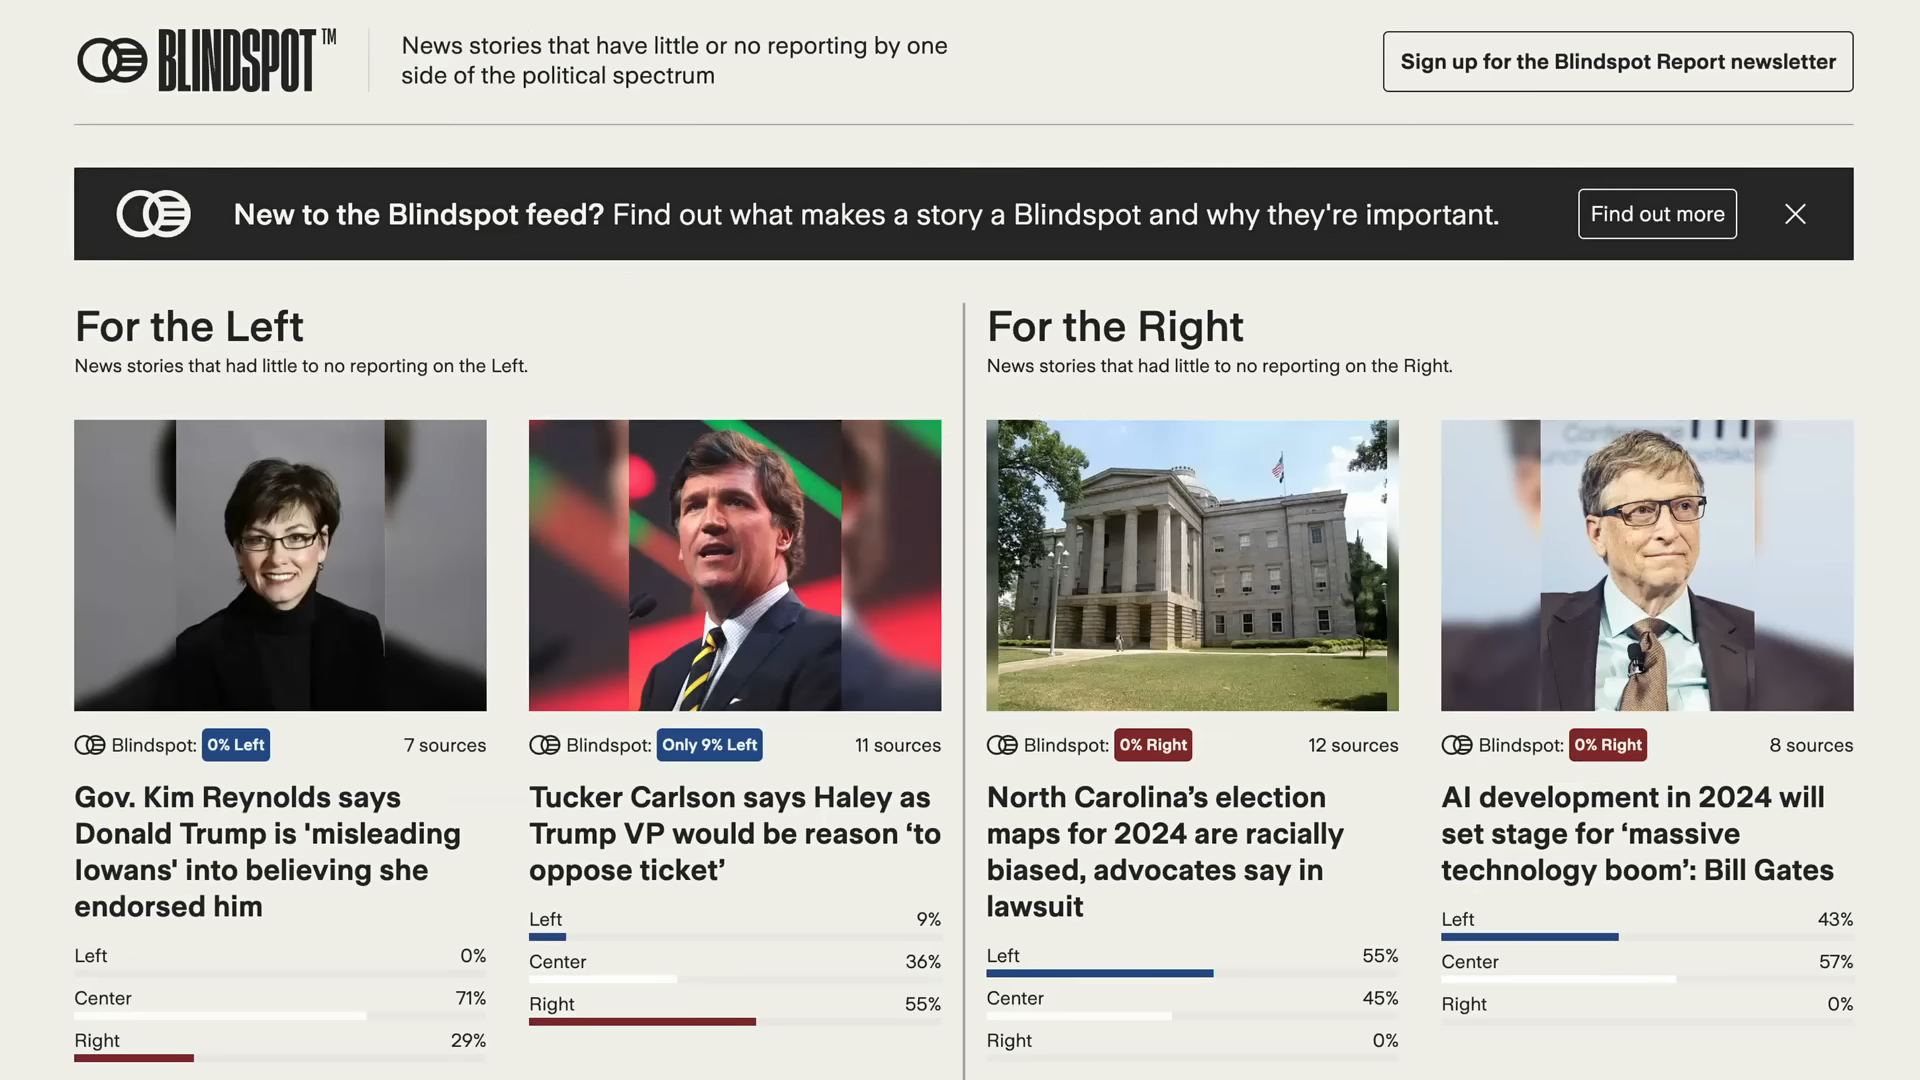 BLINDSPOT™
News stories that have little or no reporting by one
side of the political spectrum
Sign up for the Blindspot Report newsletter
New to the Blindspot feed? Find out what makes a story a Blindspot and why they're important.
Find out more
For the Left
News stories that had little to no reporting on the Left.
Blindspot: 0% Left
7 sources
Gov. Kim Reynolds says
Donald Trump is 'misleading
Iowans' into believing she
endorsed him
Left 0%
Center 71%
Right 29%
Blindspot: Only 9% Left
11 sources
Tucker Carlson says Haley as
Trump VP would be reason ‘to
oppose ticket’
Left 9%
Center 36%
Right 55%
For the Right
News stories that had little to no reporting on the Right.
Blindspot: 0% Right
12 sources
North Carolina’s election
maps for 2024 are racially
biased, advocates say in
lawsuit
Left 55%
Center 45%
Right 0%
Blindspot: 0% Right
8 sources
AI development in 2024 will
set stage for ‘massive
technology boom’: Bill Gates
Left 43%
Center 57%
Right 0%